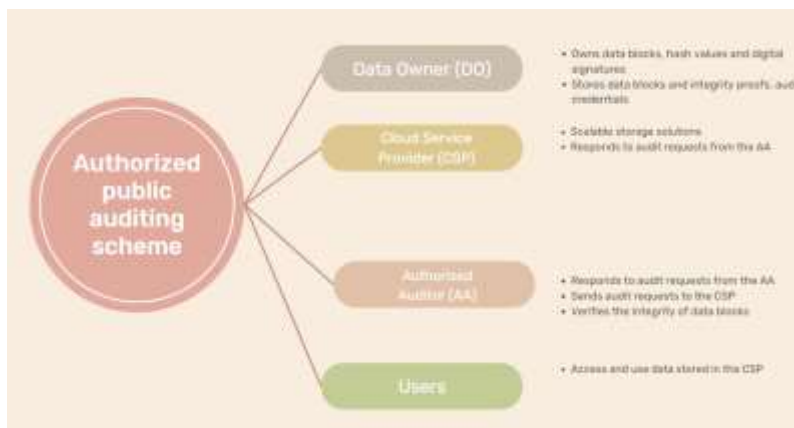 Authorized
public
auditing
scheme
Data Owner (DO)
• Owns data blocks, hash values and digital
signatures
• Stores data blocks and integrity proofs, aud
credentials
Cloud Service
Provider (CSP)
• Scalable storage solutions
• Responds to audit requests from the AA
Authorized
Auditor (AA)
• Responds to audit requests from the AA
• Sends audit requests to the CSP
• Verifies the integrity of data blocks
Users
• Access and use data stored in the CSP